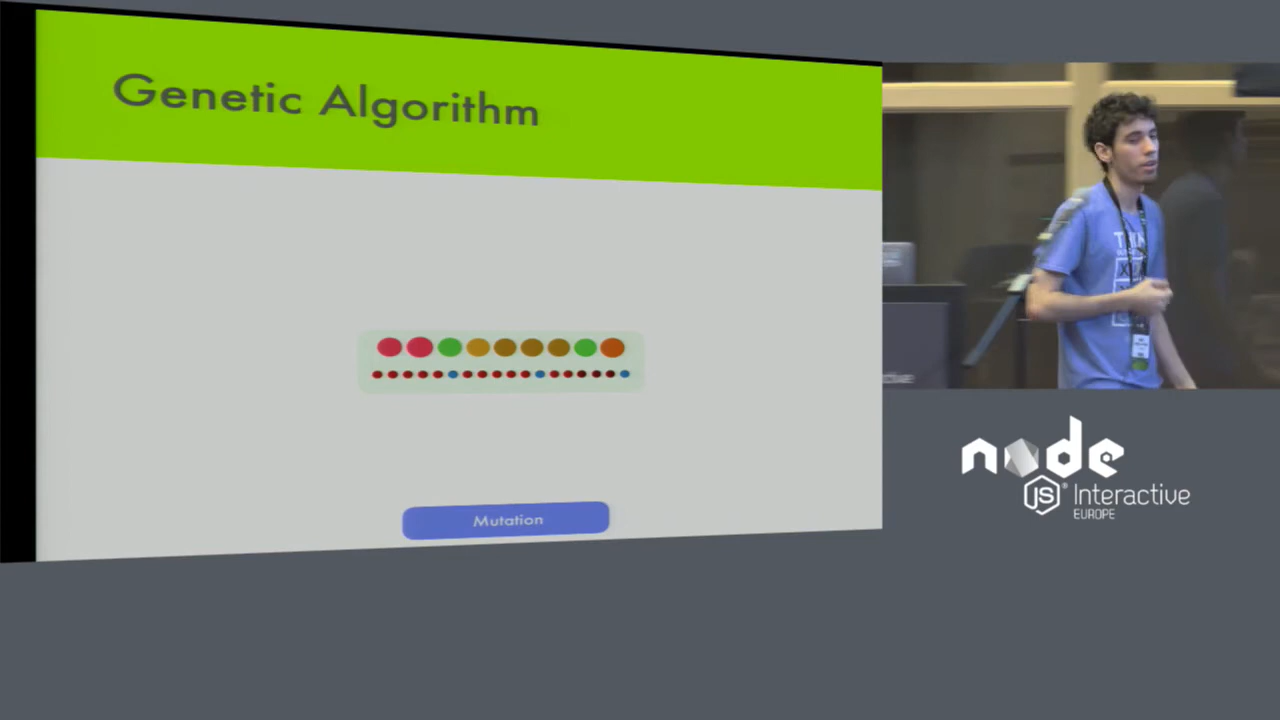 Genetic Algorithm
Mutation
node
JS
Interactive
EUROPE